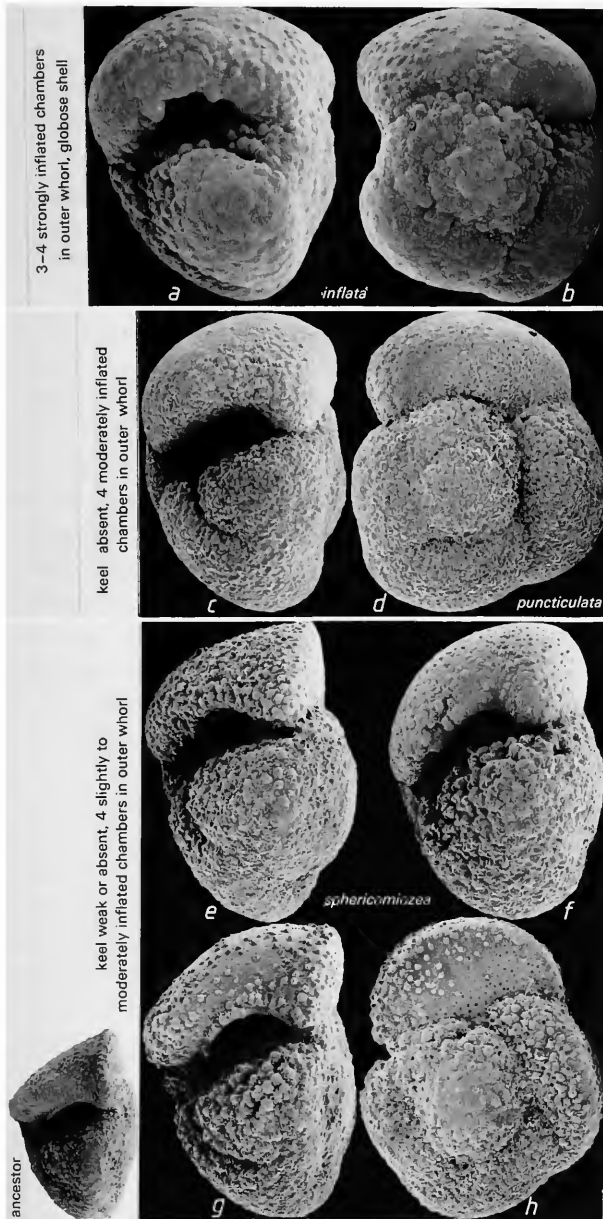 3–4 strongly inflated chambers
in outer whorl, globose shell
a
inflata
b
keel absent, 4 moderately inflated
chambers in outer whorl
c
d
puncticulata
keel weak or absent, 4 slightly to
moderately inflated chambers in outer whorl
e
sphericomiozea
f
ancestor
g
h